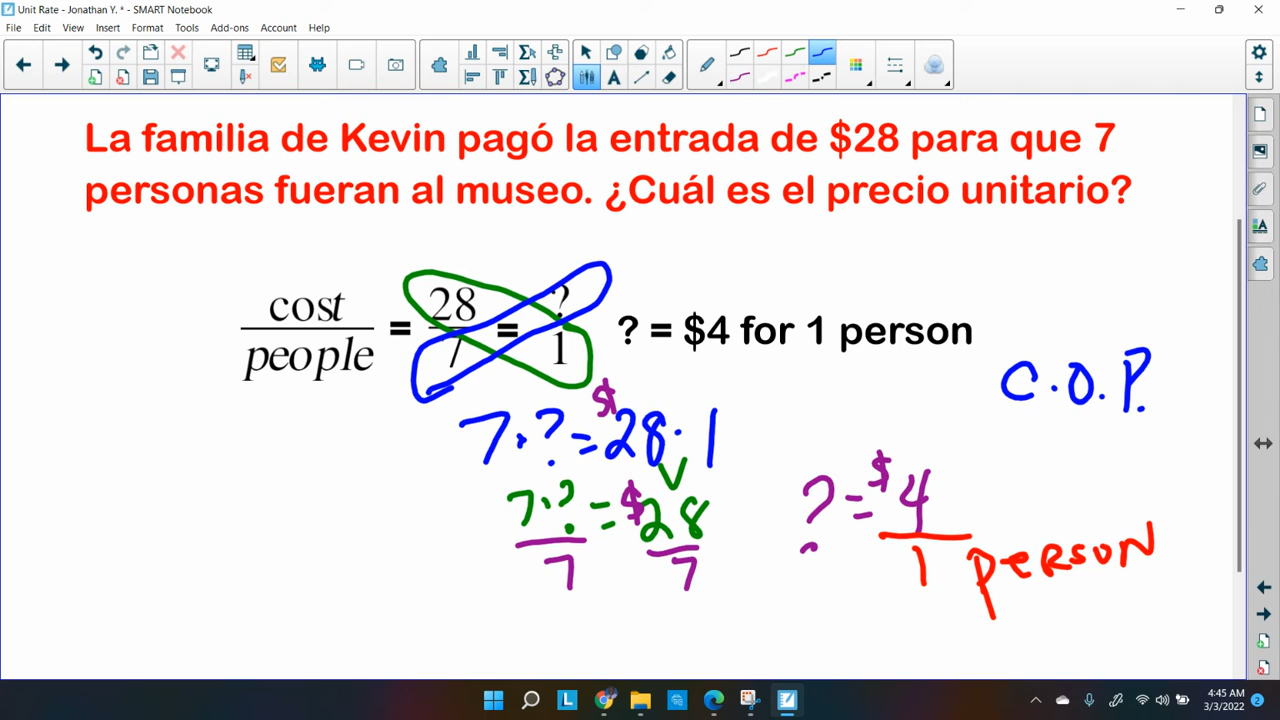 Unit Rate - Jonathan Y. * - SMART Notebook
File Edit View Insert Format Tools Add-ons Account Help
La familia de Kevin pagó la entrada de $28 para que 7
personas fueran al museo. ¿Cuál es el precio unitario?
cost/people = 28/7 = ?/1 ? = $4 for 1 person
C.O.P.
7·?=$28·1
7·?/7=$28/7
?=$4/1 person
4:45 AM
3/3/2022
2